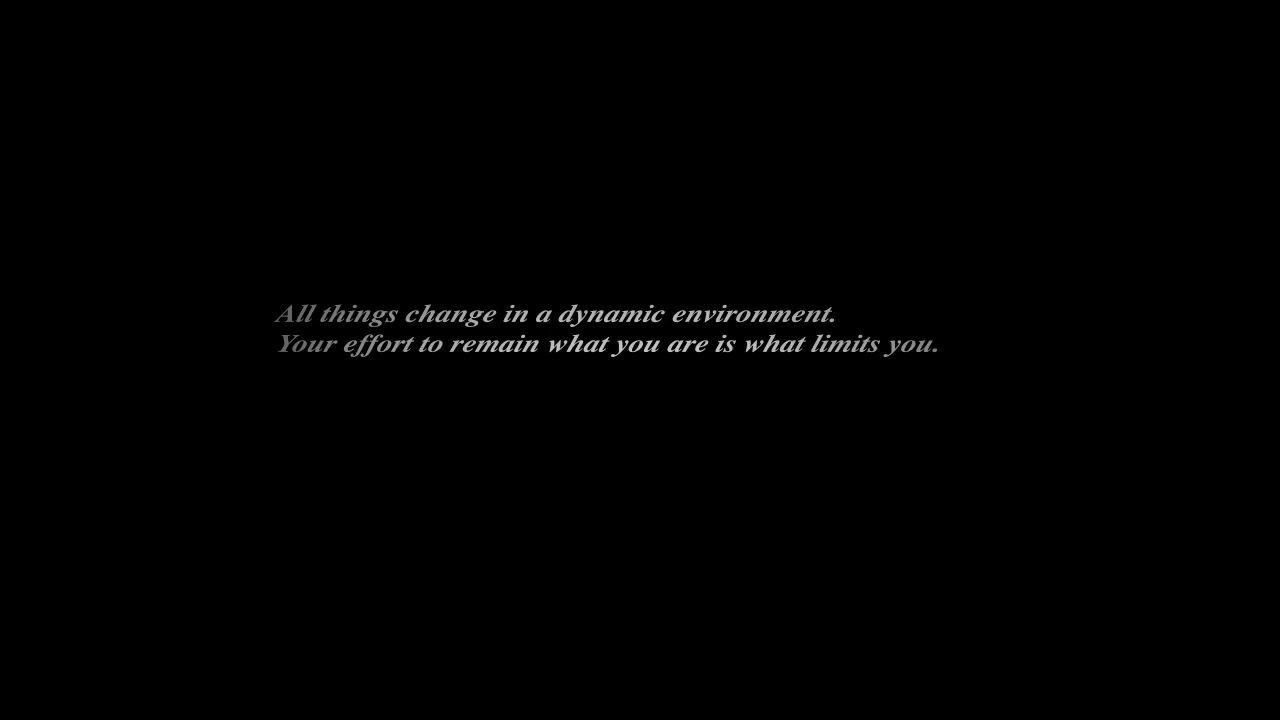 All things change in a dynamic environment.
Your effort to remain what you are is what limits you.